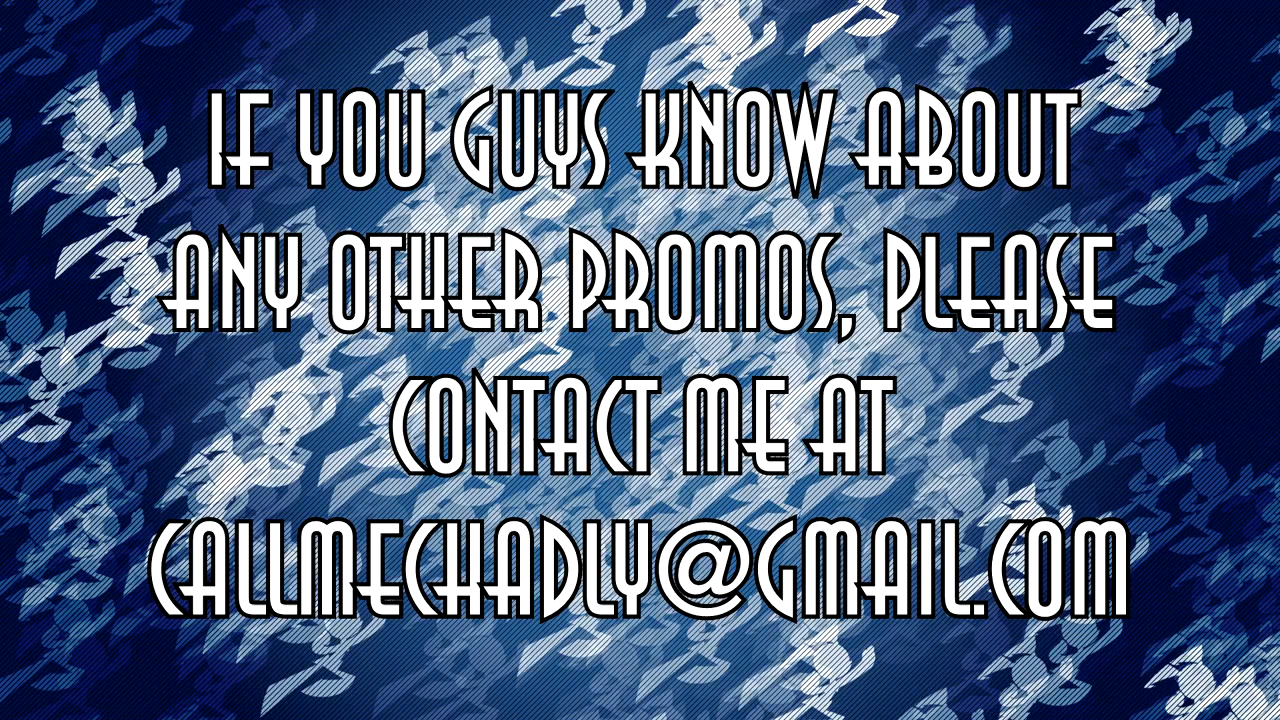 IF YOU GUYS KNOW ABOUT
ANY OTHER PROMOS, PLEASE
CONTACT ME AT
CALLMECHADLY@GMAIL.COM